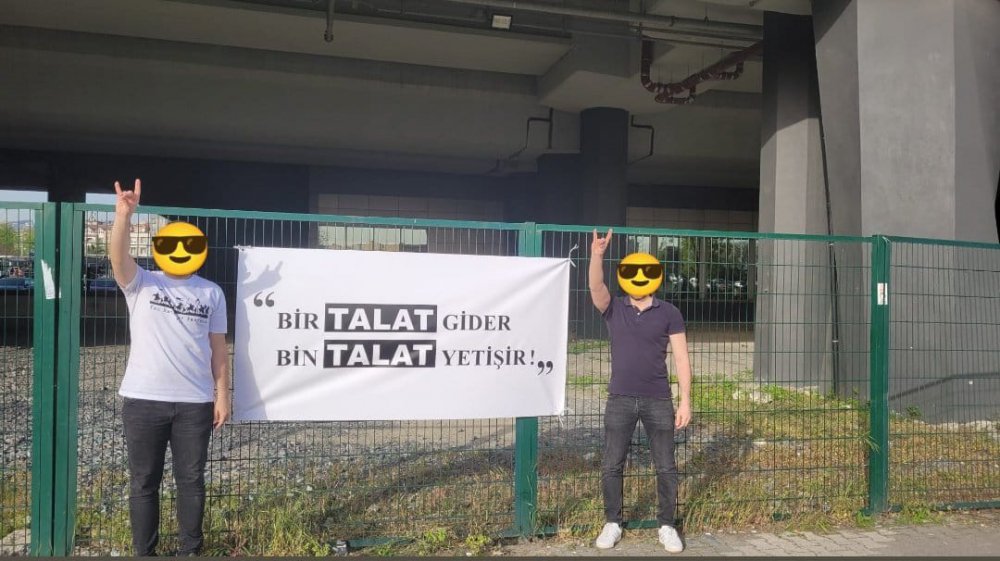 “BİR TALAT GİDER
BİN TALAT YETİŞİR!„